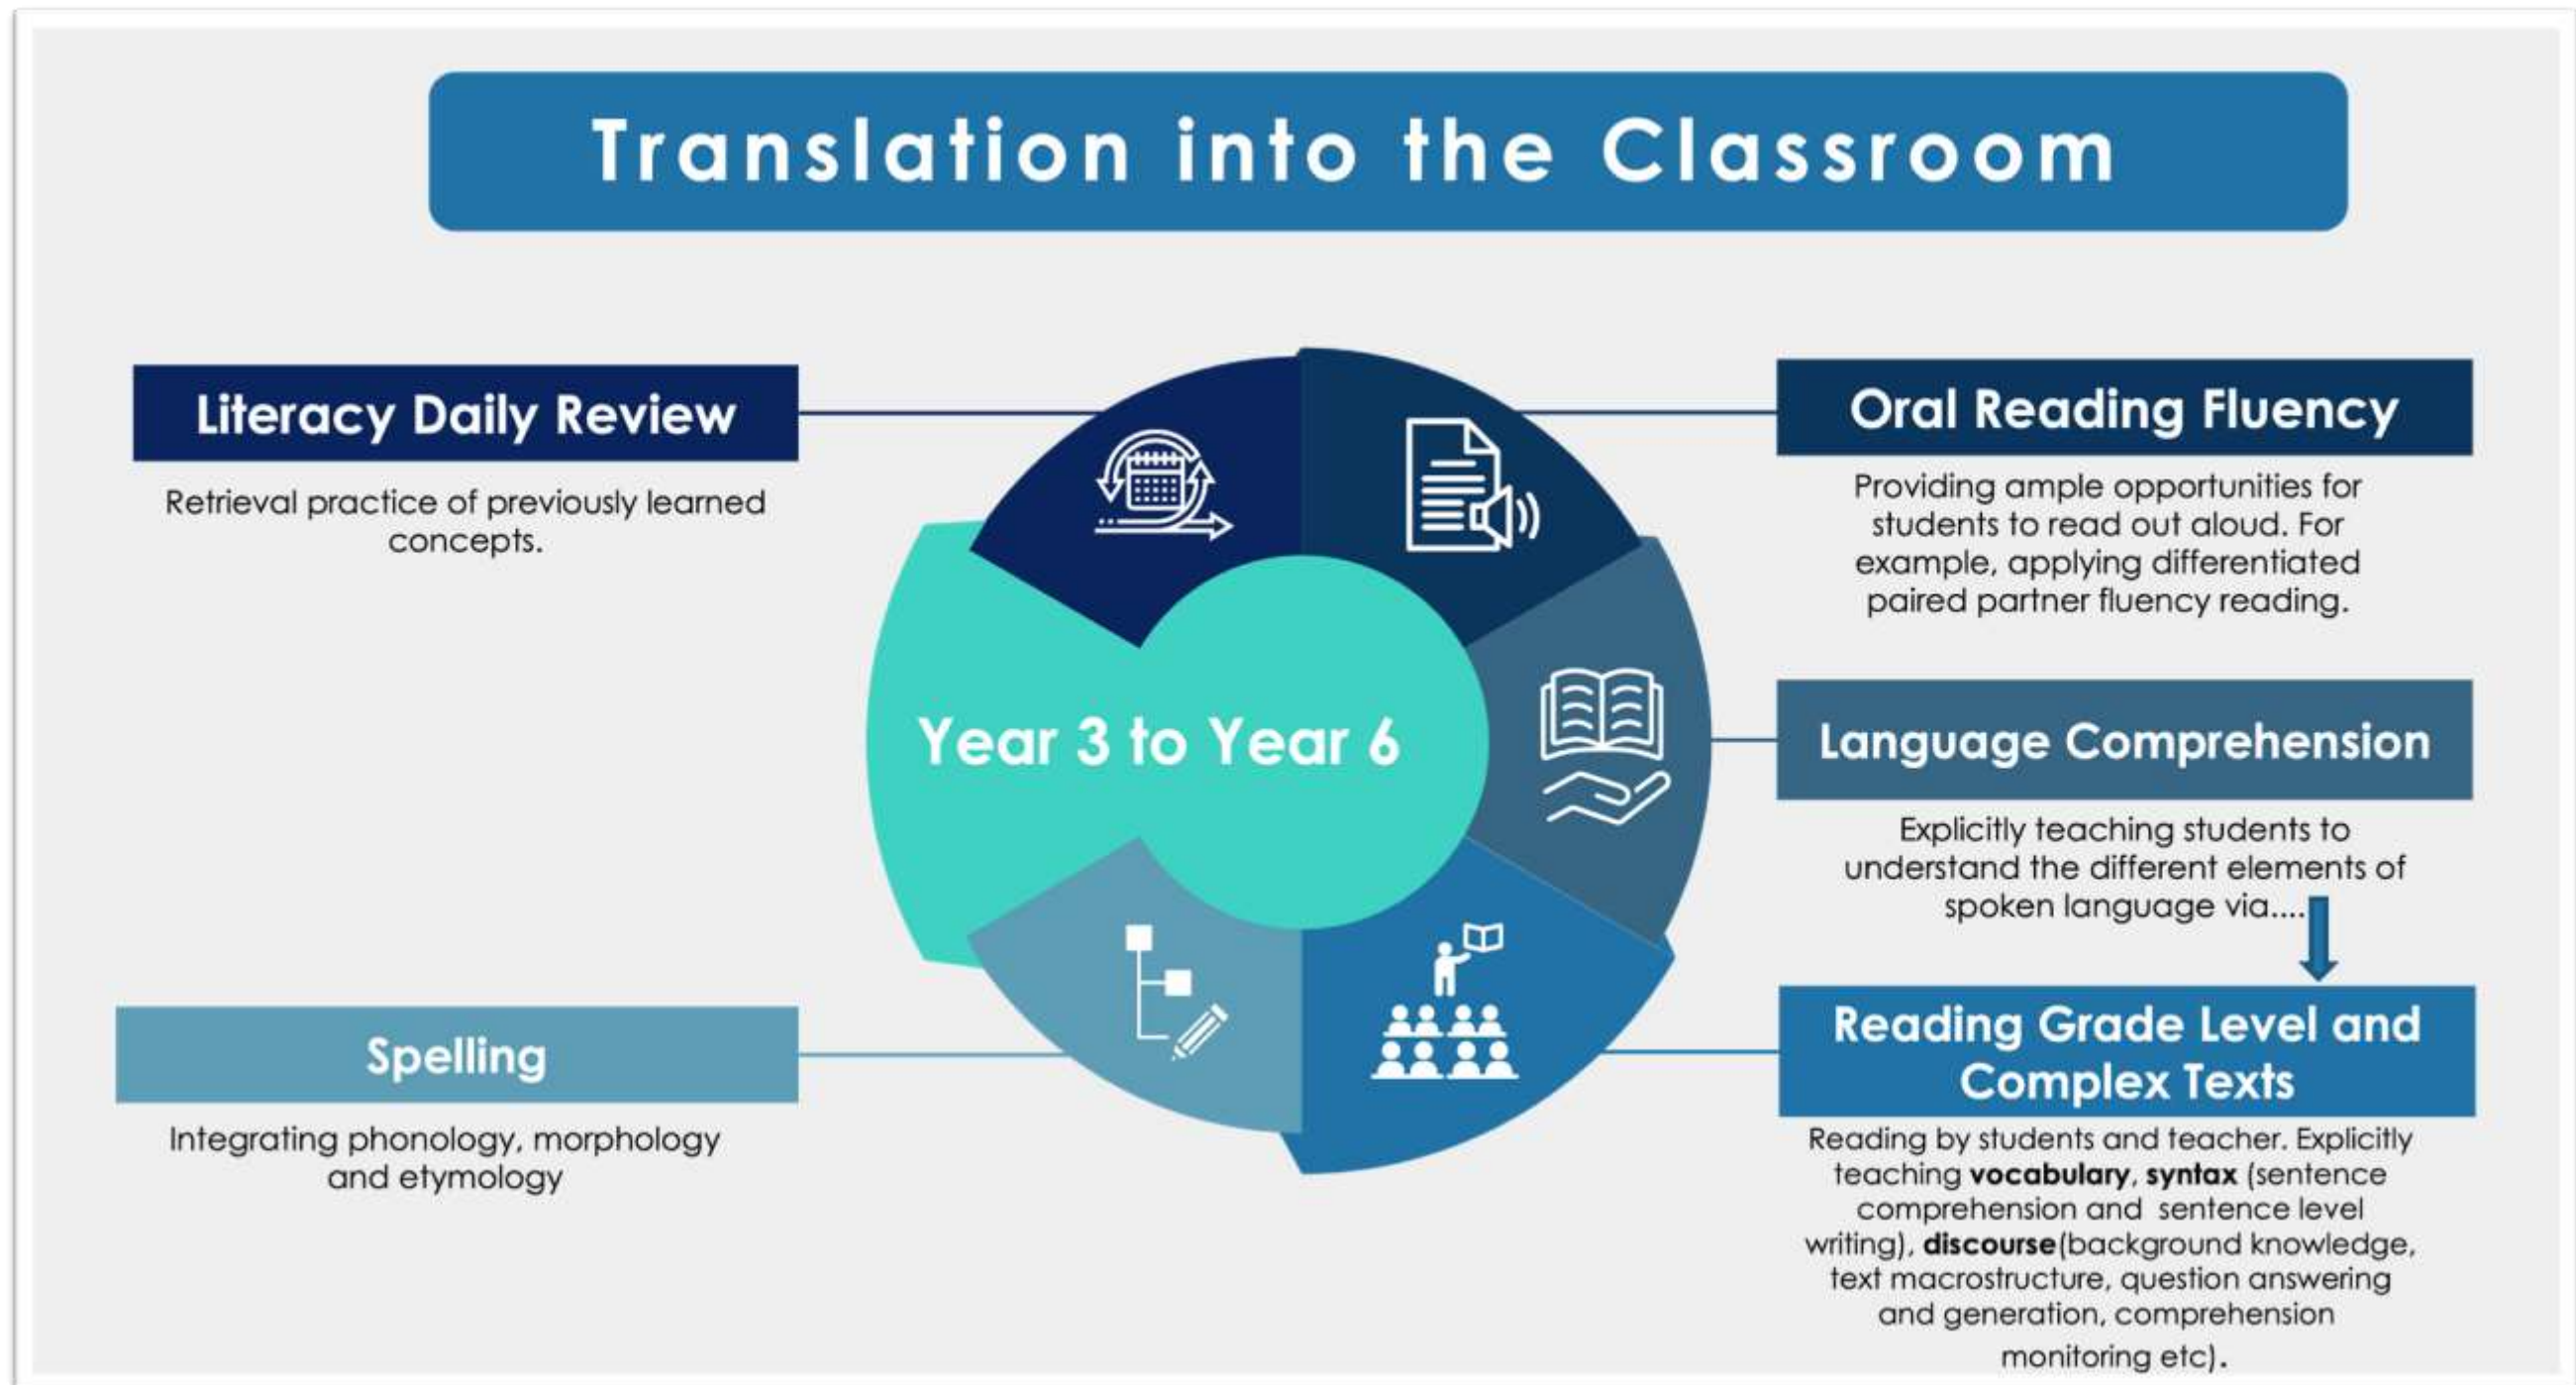 Translation into the Classroom
Literacy Daily Review
Retrieval practice of previously learned
concepts.
Oral Reading Fluency
Providing ample opportunities for
students to read out aloud. For
example, applying differentiated
paired partner fluency reading.
Year 3 to Year 6
Language Comprehension
Explicitly teaching students to
understand the different elements of
spoken language via....
Spelling
Integrating phonology, morphology
and etymology
Reading Grade Level and
Complex Texts
Reading by students and teacher. Explicitly
teaching vocabulary, syntax (sentence
comprehension and sentence level
writing), discourse(background knowledge,
text macrostructure, question answering
and generation, comprehension
monitoring etc).